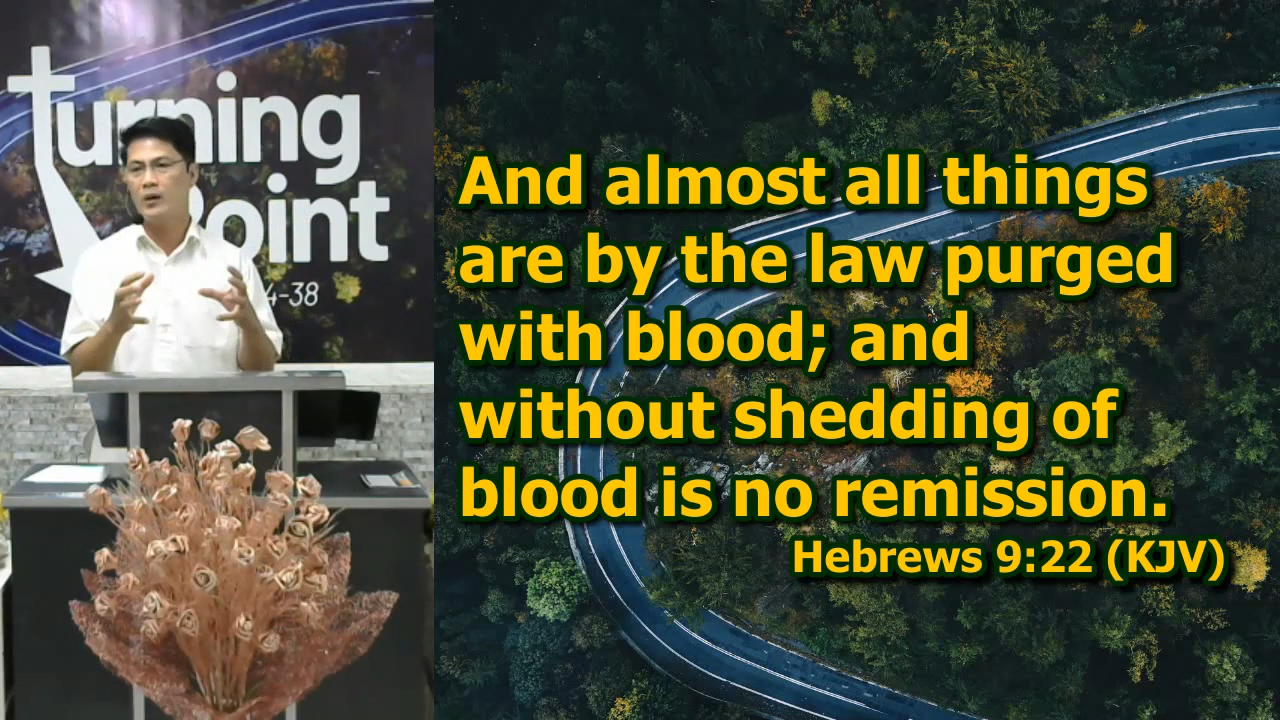 turning
Point
4-38
And almost all things
are by the law purged
with blood; and
without shedding of
blood is no remission.
Hebrews 9:22 (KJV)